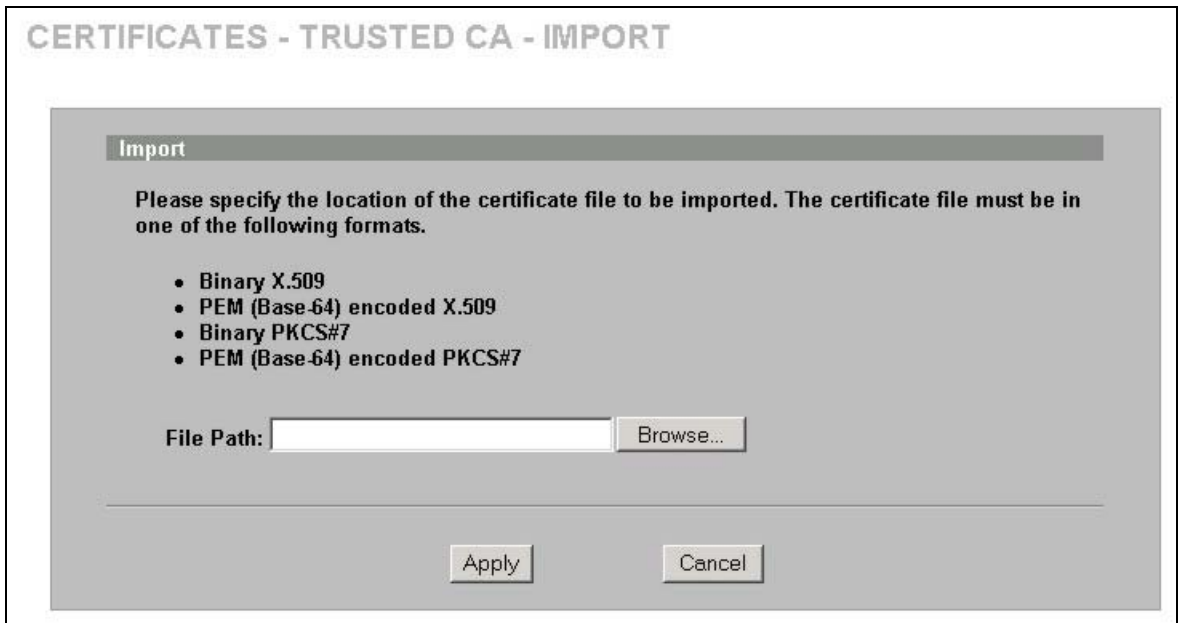 CERTIFICATES - TRUSTED CA - IMPORT
Import
Please specify the location of the certificate file to be imported. The certificate file must be in
one of the following formats.
• Binary X.509
• PEM (Base-64) encoded X.509
• Binary PKCS#7
• PEM (Base-64) encoded PKCS#7
File Path: Browse...
Apply Cancel